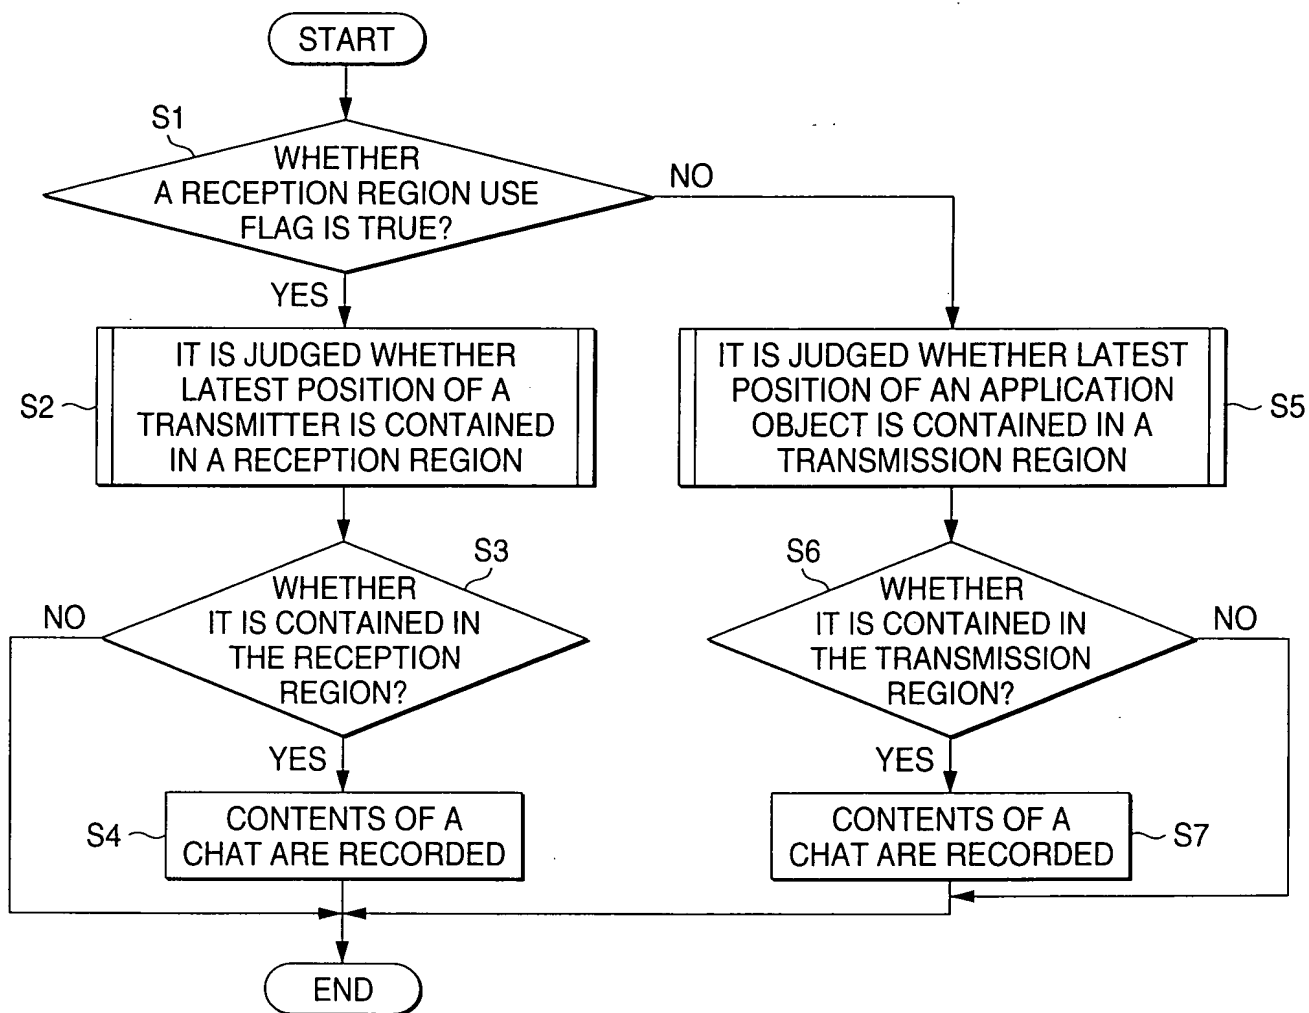 START
S1
WHETHER
A RECEPTION REGION USE
FLAG IS TRUE?
NO
YES
S2
IT IS JUDGED WHETHER
LATEST POSITION OF A
TRANSMITTER IS CONTAINED
IN A RECEPTION REGION
IT IS JUDGED WHETHER LATEST
POSITION OF AN APPLICATION
OBJECT IS CONTAINED IN A
TRANSMISSION REGION
S5
S3
WHETHER
IT IS CONTAINED IN
THE RECEPTION
REGION?
NO
YES
S6
WHETHER
IT IS CONTAINED IN
THE TRANSMISSION
REGION?
NO
YES
S4
CONTENTS OF A
CHAT ARE RECORDED
CONTENTS OF A
CHAT ARE RECORDED
S7
END